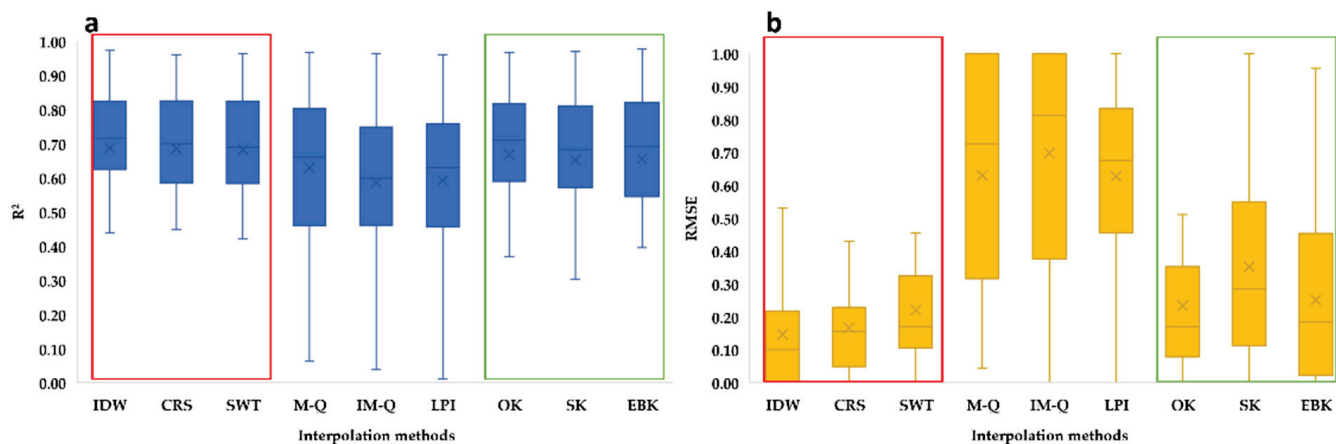 a
1.00
0.90
0.80
0.70
0.60
0.50
0.40
0.30
0.20
0.10
0.00
R²
IDW CRS SWT M-Q IM-Q LPI OK SK EBK
Interpolation methods
b
1.00
0.90
0.80
0.70
0.60
0.50
0.40
0.30
0.20
0.10
0.00
RMSE
IDW CRS SWT M-Q IM-Q LPI OK SK EBK
Interpolation methods